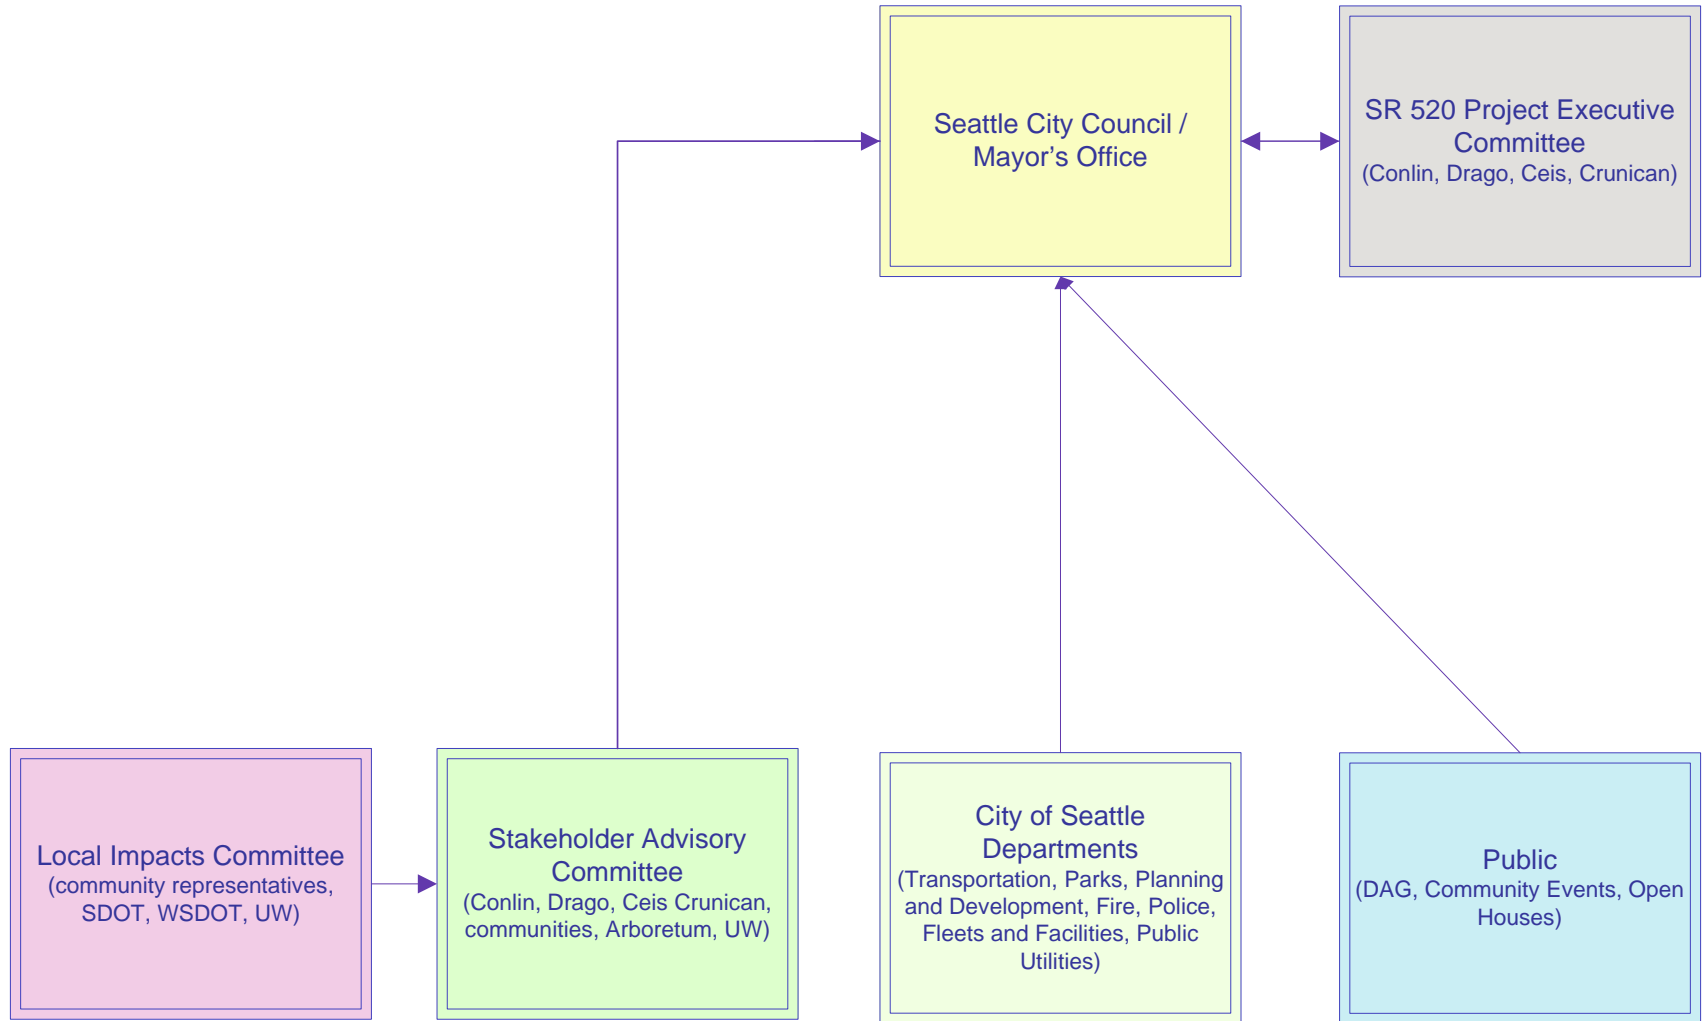 Seattle City Council /
Mayor’s Office
SR 520 Project Executive
Committee
(Conlin, Drago, Ceis, Crunican)
Local Impacts Committee
(community representatives,
SDOT, WSDOT, UW)
Stakeholder Advisory
Committee
(Conlin, Drago, Ceis Crunican,
communities, Arboretum, UW)
City of Seattle
Departments
(Transportation, Parks, Planning
and Development, Fire, Police,
Fleets and Facilities, Public
Utilities)
Public
(DAG, Community Events, Open
Houses)